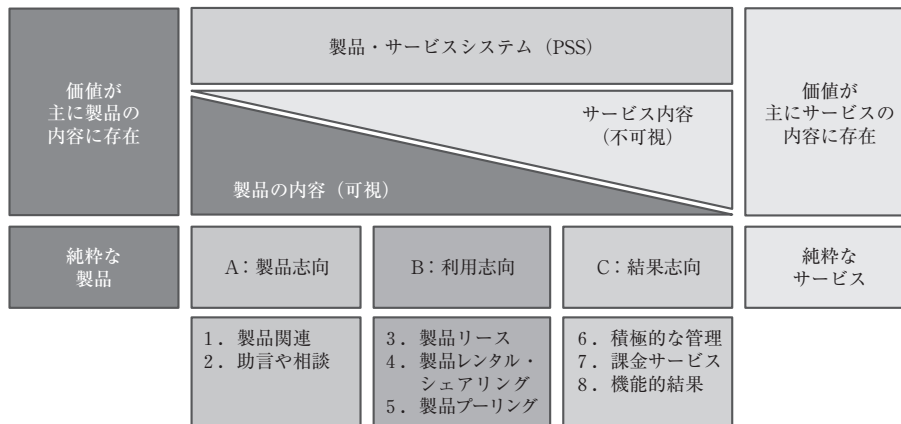 価値が
主に製品の
内容に存在
製品・サービスシステム（PSS）
サービス内容
（不可視）
製品の内容（可視）
価値が
主にサービスの
内容に存在
純粋な
製品
A：製品志向
B：利用志向
C：結果志向
純粋な
サービス
1．製品関連
2．助言や相談
3．製品リース
4．製品レンタル・
シェアリング
5．製品プーリング
6．積極的な管理
7．課金サービス
8．機能的結果